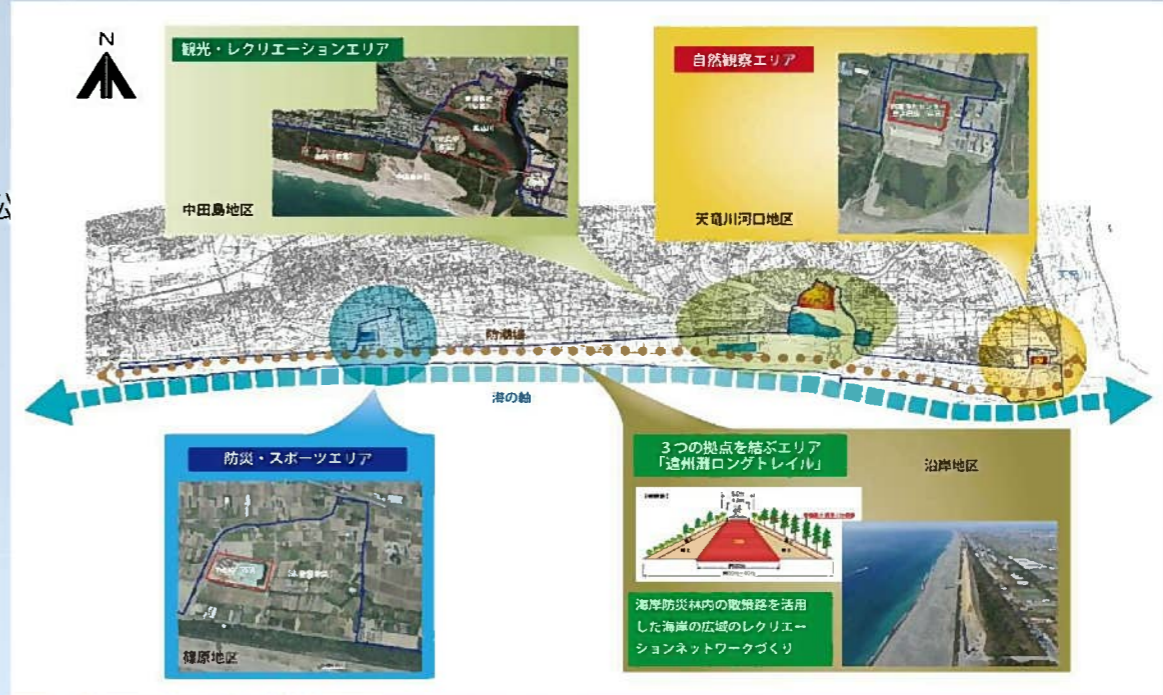 N
観光・レクリエーションエリア
中田島地区
自然観察エリア
天竜川河口地区
天竜川
防潮堤
海の軸
防災・スポーツエリア
篠原地区
3つの拠点を結ぶエリア
「遠州灘ロングトレイル」
沿岸地区
海岸防災林内の散策路を活用
した海岸の広域のレクリエー
ションネットワークづくり